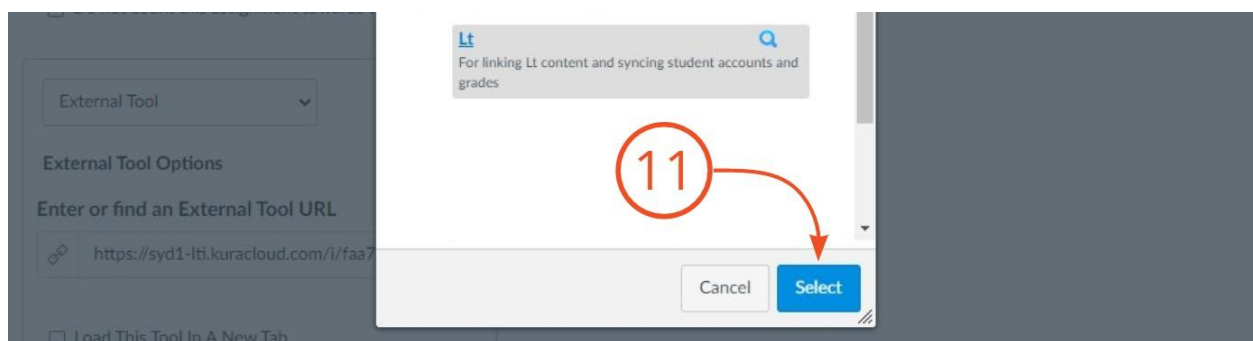 Lt
For linking Lt content and syncing student accounts and
grades
External Tool
External Tool Options
Enter or find an External Tool URL
https://syd1-lti.kuracloud.com/i/faa7
11
Cancel
Select
Load This Tool In A New Tab